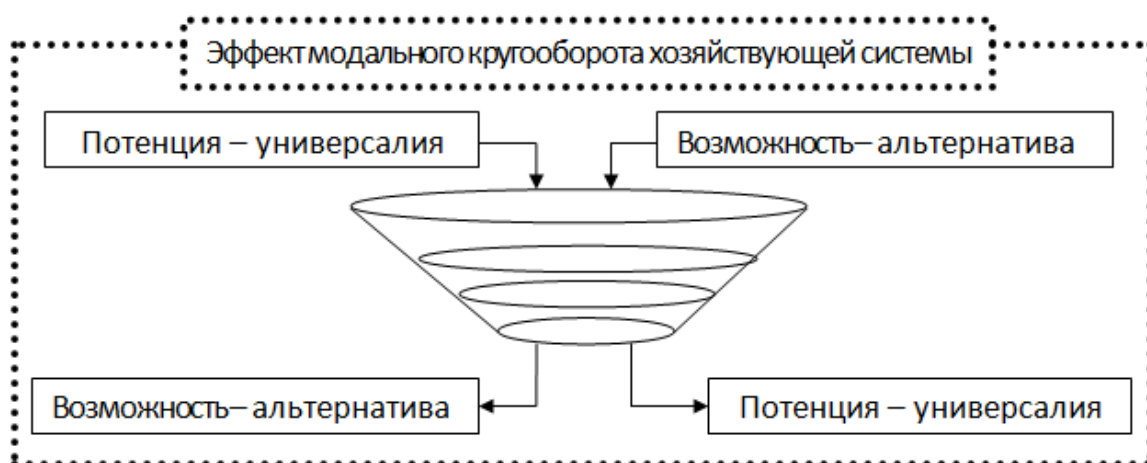 Эффект модального кругооборота хозяйствующей системы
Потенция – универсалия
Возможность – альтернатива
Возможность – альтернатива
Потенция – универсалия